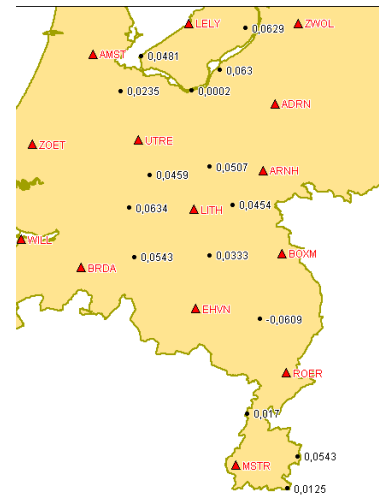 LELY
0,0629
ZWOL
AMST
0,0481
0,063
0,0235
0,0002
ADRN
UTRE
ZOET
0,0507
ARNH
0,0459
0,0634
LITH
0,0454
WILL
0,0543
0,0333
BOXM
BRDA
EHVN
-0,0609
ROER
0,017
0,0543
MSTR
0,0125